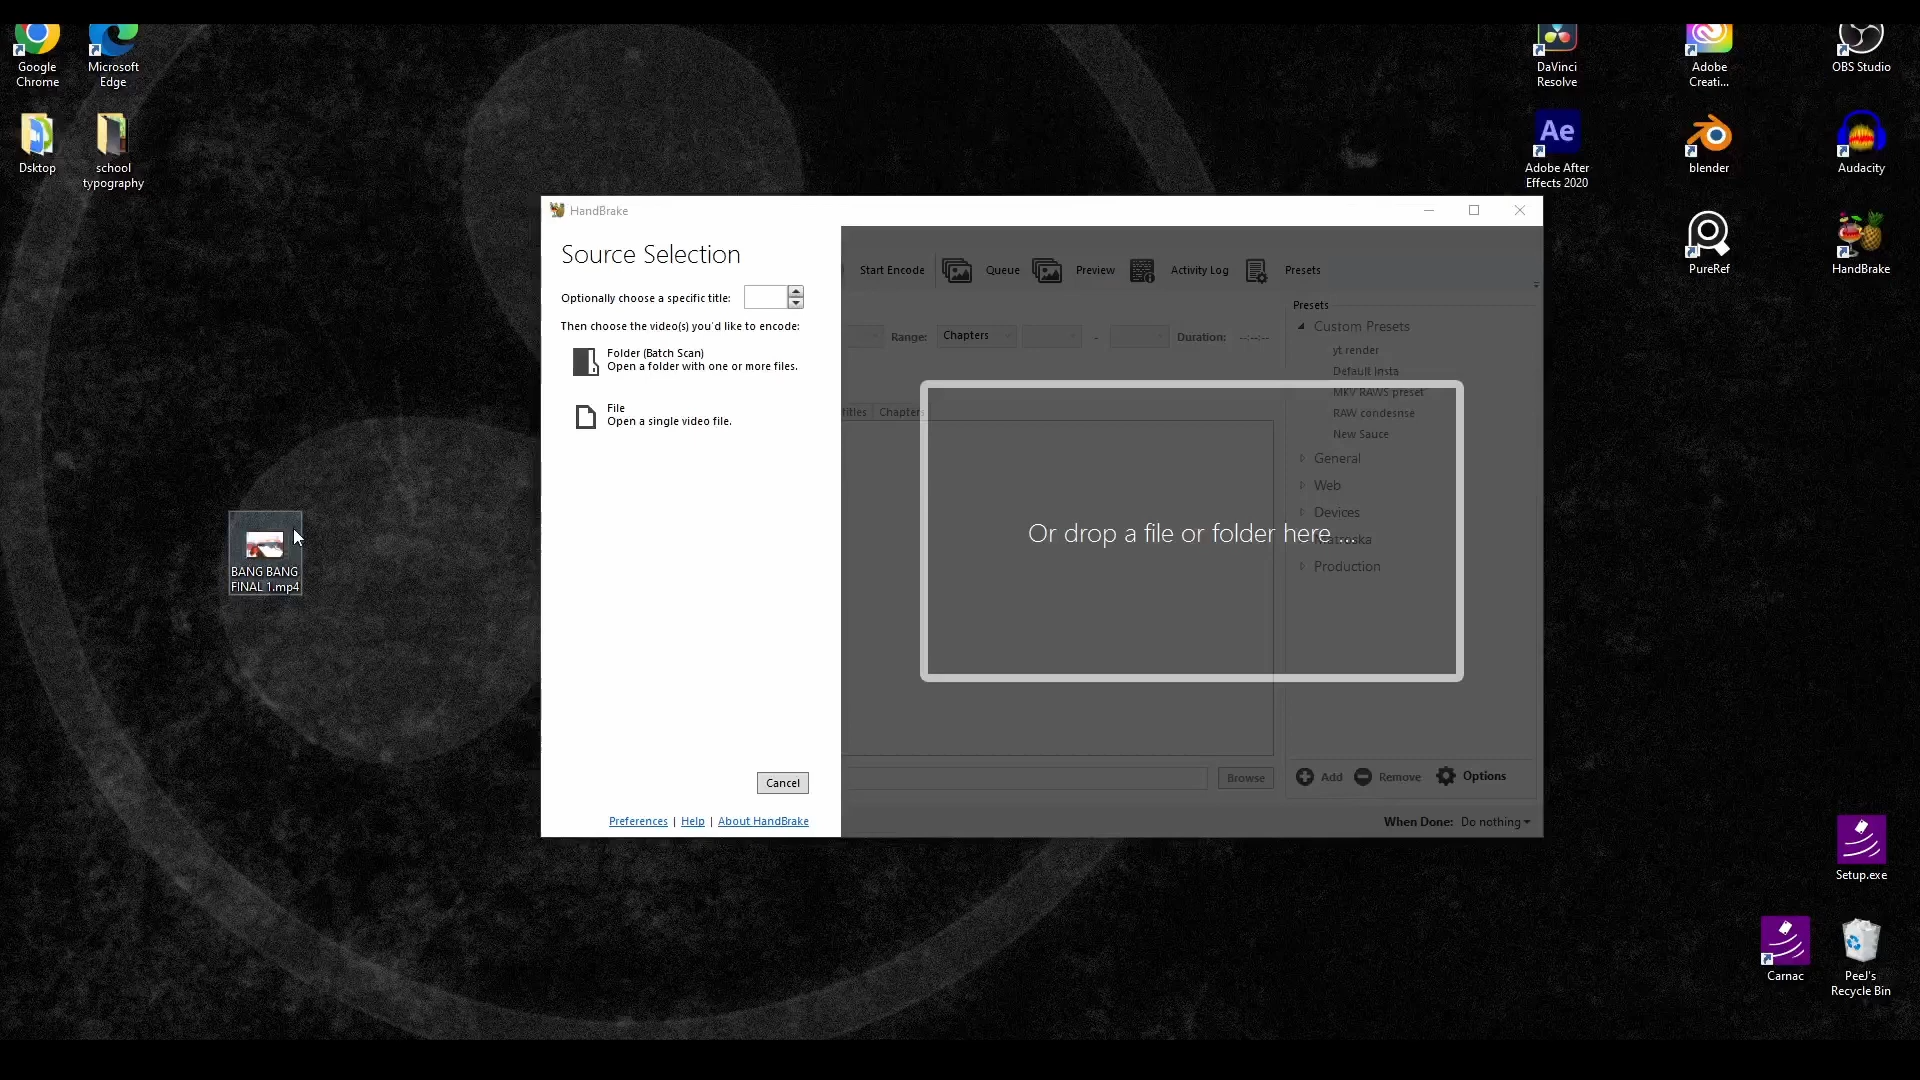 Google
Chrome
Microsoft
Edge
Dsktop
school
typography
DaVinci
Resolve
Adobe
Creati...
OBS Studio
Ae
Adobe After
Effects 2020
blender
Audacity
PureRef
HandBrake
HandBrake
Source Selection
Optionally choose a specific title:
Then choose the video(s) you'd like to encode:
Folder (Batch Scan)
Open a folder with one or more files.
File
Open a single video file.
Cancel
Preferences | Help | About HandBrake
Start Encode
Queue
Preview
Activity Log
Presets
Range:
Chapters
-
Duration:
--:--:--
Chapters
Or drop a file or folder here ...
Browse
Presets
Custom Presets
yt render
Default Insta
MKV RAWS preset
RAW condesnse
New Sauce
General
Web
Devices
Production
Add
Remove
Options
When Done: Do nothing
BANG BANG
FINAL 1.mp4
Setup.exe
Carnac
PeeJ's
Recycle Bin